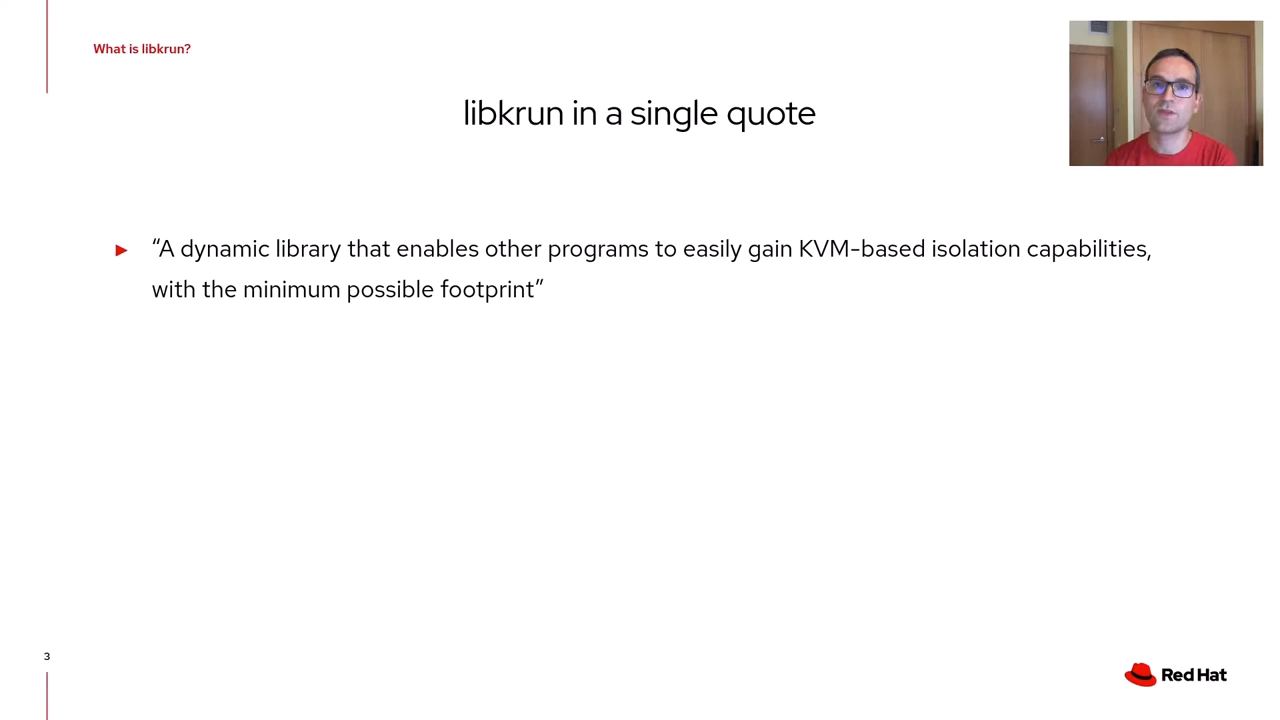 What is libkrun?
libkrun in a single quote
► “A dynamic library that enables other programs to easily gain KVM-based isolation capabilities,
with the minimum possible footprint”
3
Red Hat